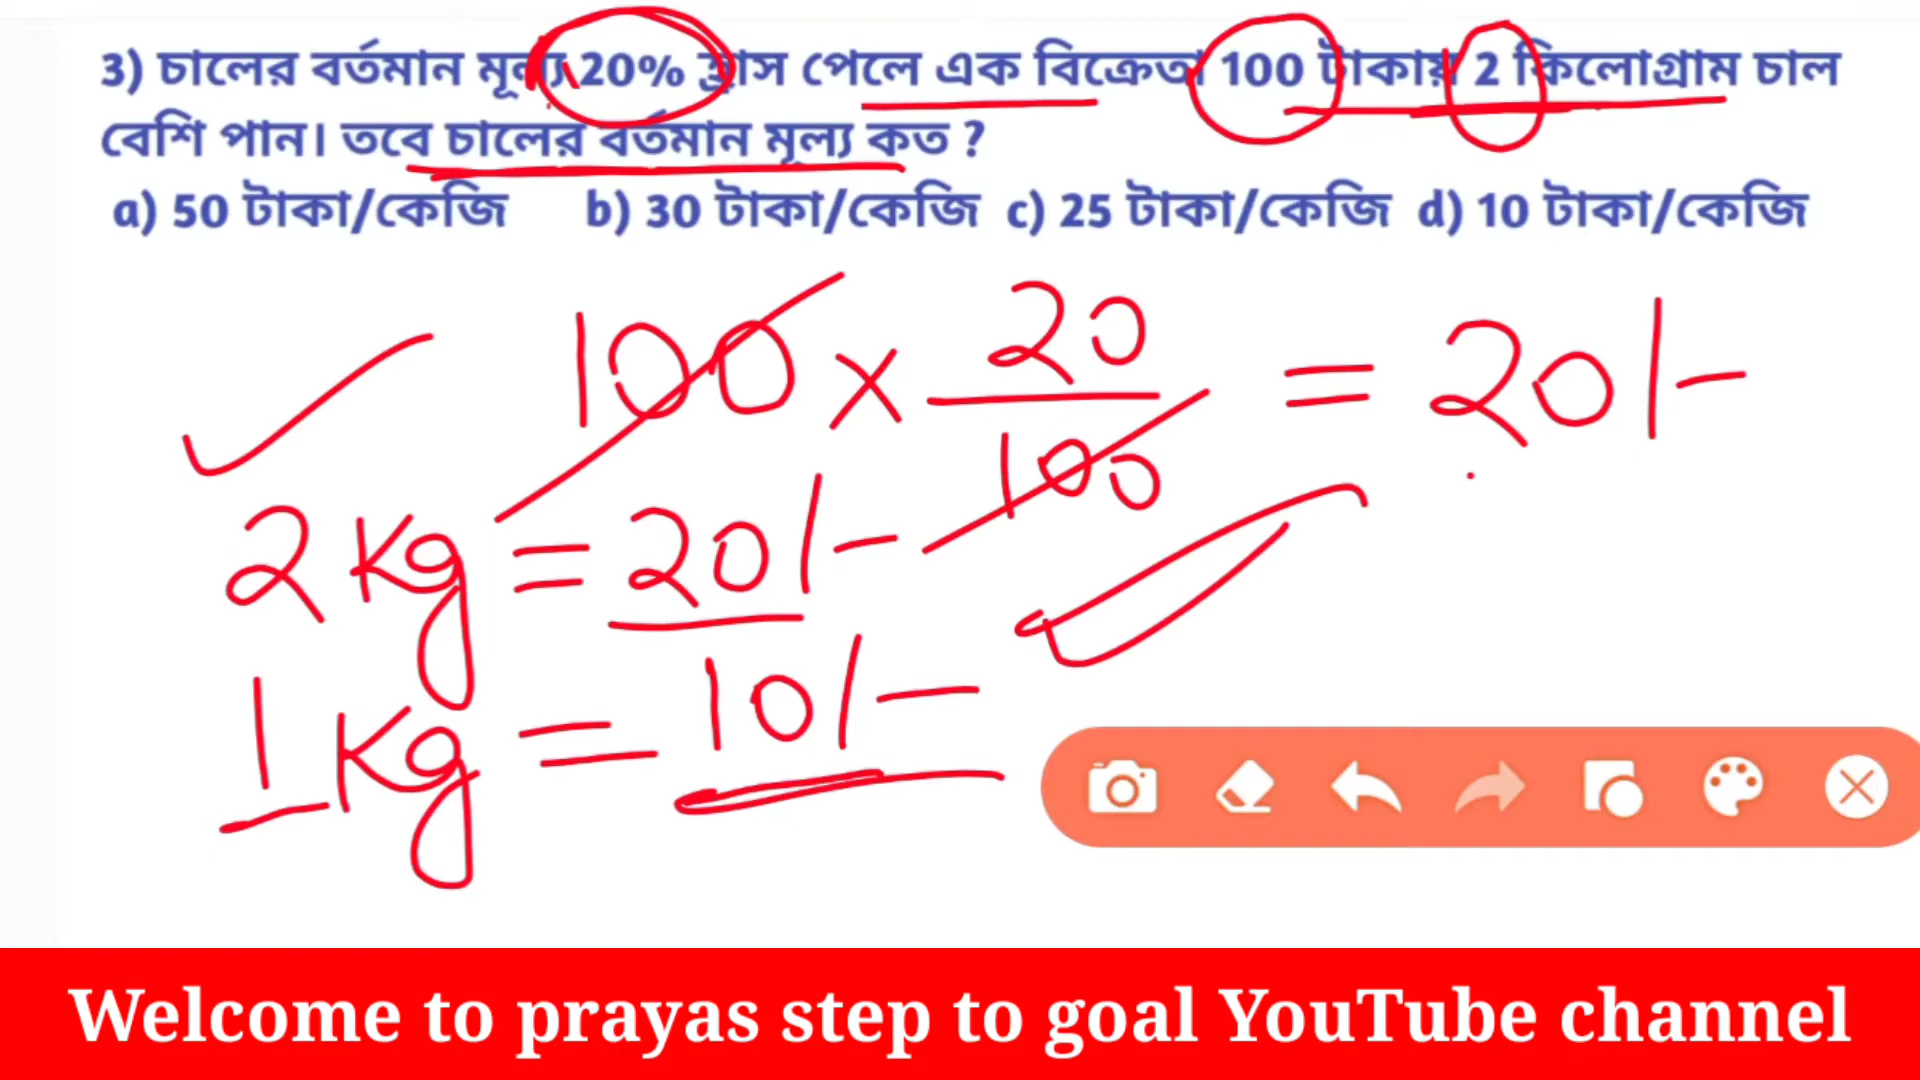 3) চালের বর্তমান মূল্য 20% হ্রাস পেলে এক বিক্রেতা 100 টাকায় 2 কিলোগ্রাম চাল
বেশি পান। তবে চালের বর্তমান মূল্য কত ?
a) 50 টাকা/কেজি b) 30 টাকা/কেজি c) 25 টাকা/কেজি d) 10 টাকা/কেজি
100 × 20/100 = 20/-
2 kg = 20/-
1 kg = 10/-
Welcome to prayas step to goal YouTube channel